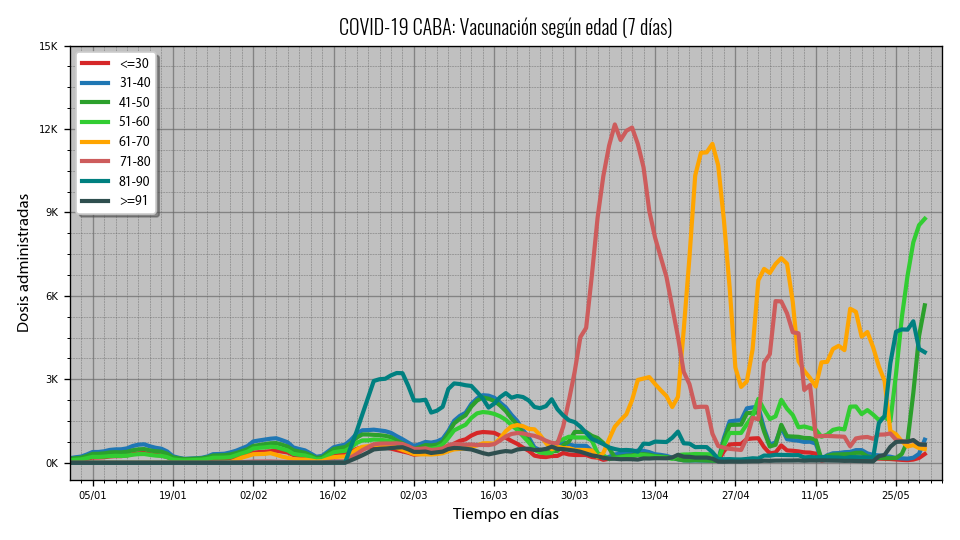 COVID-19 CABA: Vacunación según edad (7 días)
15K
12K
9K
6K
3K
0K
Dosis administradas
<=30
31-40
41-50
51-60
61-70
71-80
81-90
>=91
05/01 19/01 02/02 16/02 02/03 16/03 30/03 13/04 27/04 11/05 25/05
Tiempo en días